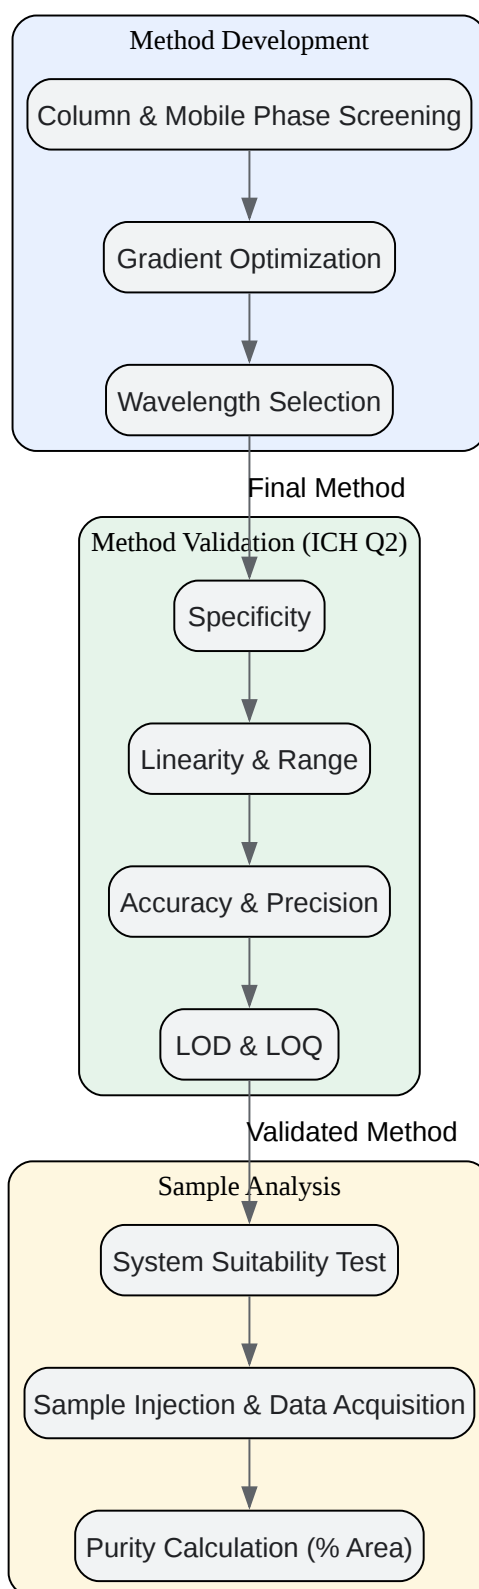 Method Development
Column & Mobile Phase Screening
Gradient Optimization
Wavelength Selection
Final Method
Method Validation (ICH Q2)
Specificity
Linearity & Range
Accuracy & Precision
LOD & LOQ
Validated Method
Sample Analysis
System Suitability Test
Sample Injection & Data Acquisition
Purity Calculation (% Area)